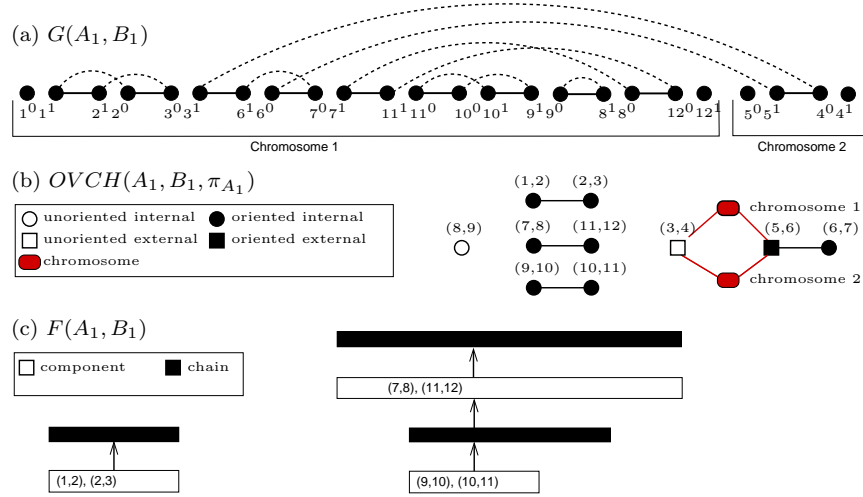 (a) G(A₁, B₁)
1⁰ 1¹ 2¹ 2⁰ 3⁰ 3¹ 6¹ 6⁰ 7⁰ 7¹ 11¹ 11⁰ 10⁰ 10¹ 9¹ 9⁰ 8¹ 8⁰ 12⁰ 12¹ 5⁰ 5¹ 4⁰ 4¹
Chromosome 1 Chromosome 2
(b) OVCH(A₁, B₁, π_A₁)
unoriented internal oriented internal
unoriented external oriented external
chromosome
(1,2) (2,3)
(8,9) (7,8) (11,12)
(9,10) (10,11)
chromosome 1
(3,4) (5,6) (6,7)
chromosome 2
(c) F(A₁, B₁)
component chain
(7,8), (11,12)
(1,2), (2,3)
(9,10), (10,11)